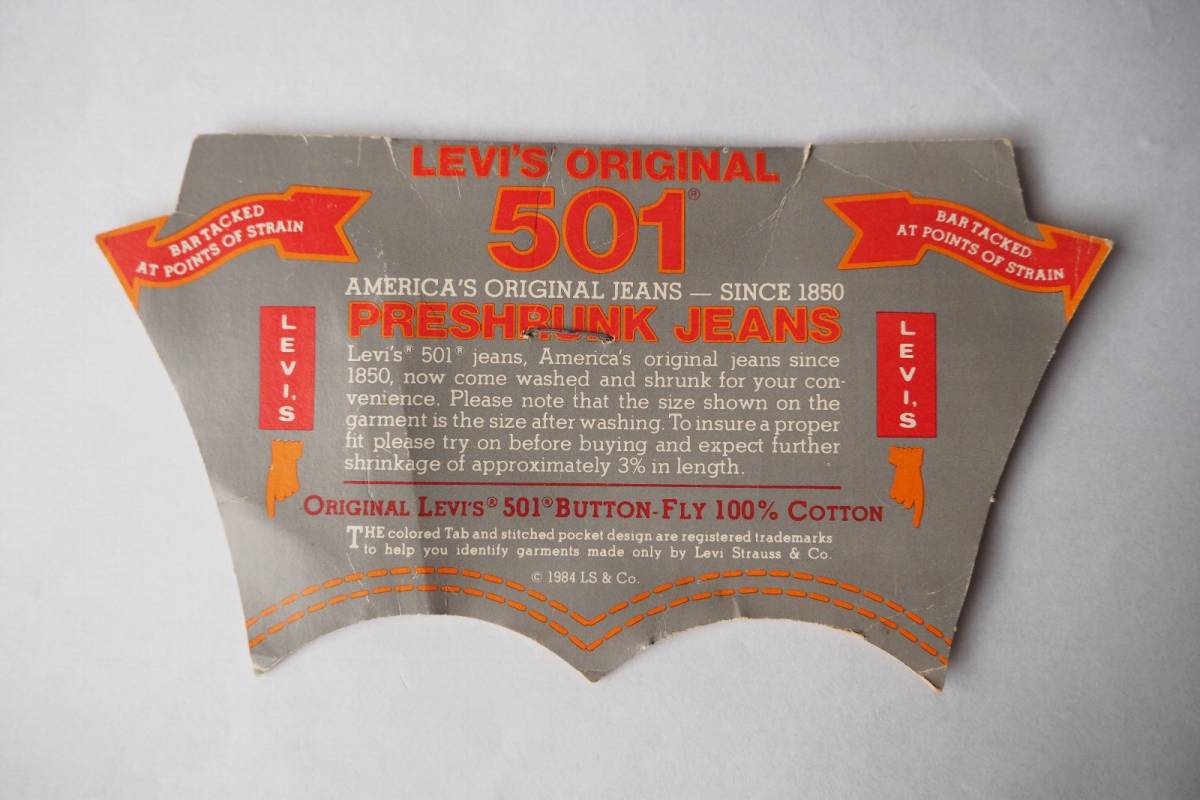 LEVI'S ORIGINAL
501®
BAR TACKED
AT POINTS OF STRAIN
BAR TACKED
AT POINTS OF STRAIN
AMERICA'S ORIGINAL JEANS — SINCE 1850
PRESHRUNK JEANS
LEVI'S
LEVI'S
Levi's® 501® jeans, America's original jeans since
1850, now come washed and shrunk for your con-
venience. Please note that the size shown on the
garment is the size after washing. To insure a proper
fit please try on before buying and expect further
shrinkage of approximately 3% in length.
ORIGINAL LEVI'S® 501® BUTTON-FLY 100% COTTON
THE colored Tab and stitched pocket design are registered trademarks
to help you identify garments made only by Levi Strauss & Co.
© 1984 LS & Co.